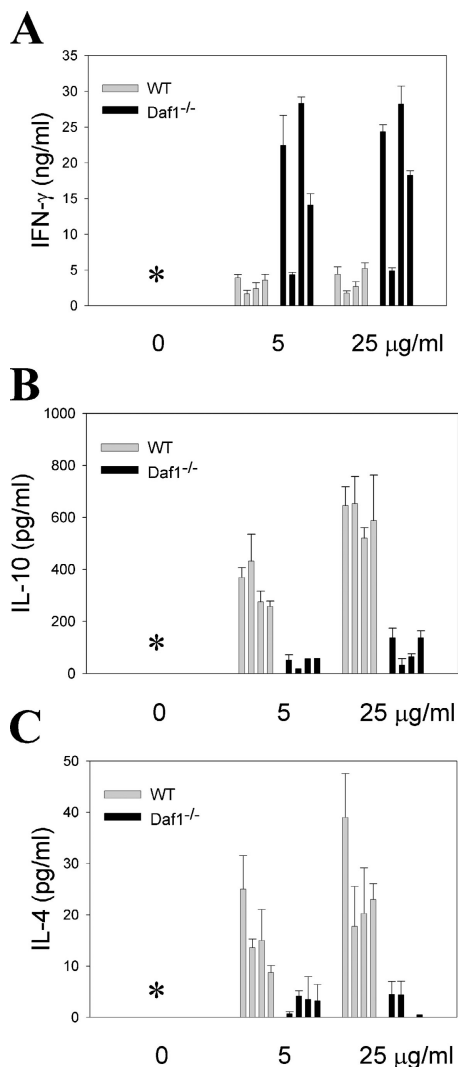 A
35
30
25
20
15
10
5
0
IFN-γ (ng/ml)
WT
Daf1-/-
*
0 5 25 μg/ml
B
1000
800
600
400
200
0
IL-10 (pg/ml)
WT
Daf1-/-
*
0 5 25 μg/ml
C
50
40
30
20
10
0
IL-4 (pg/ml)
WT
Daf1-/-
*
0 5 25 μg/ml